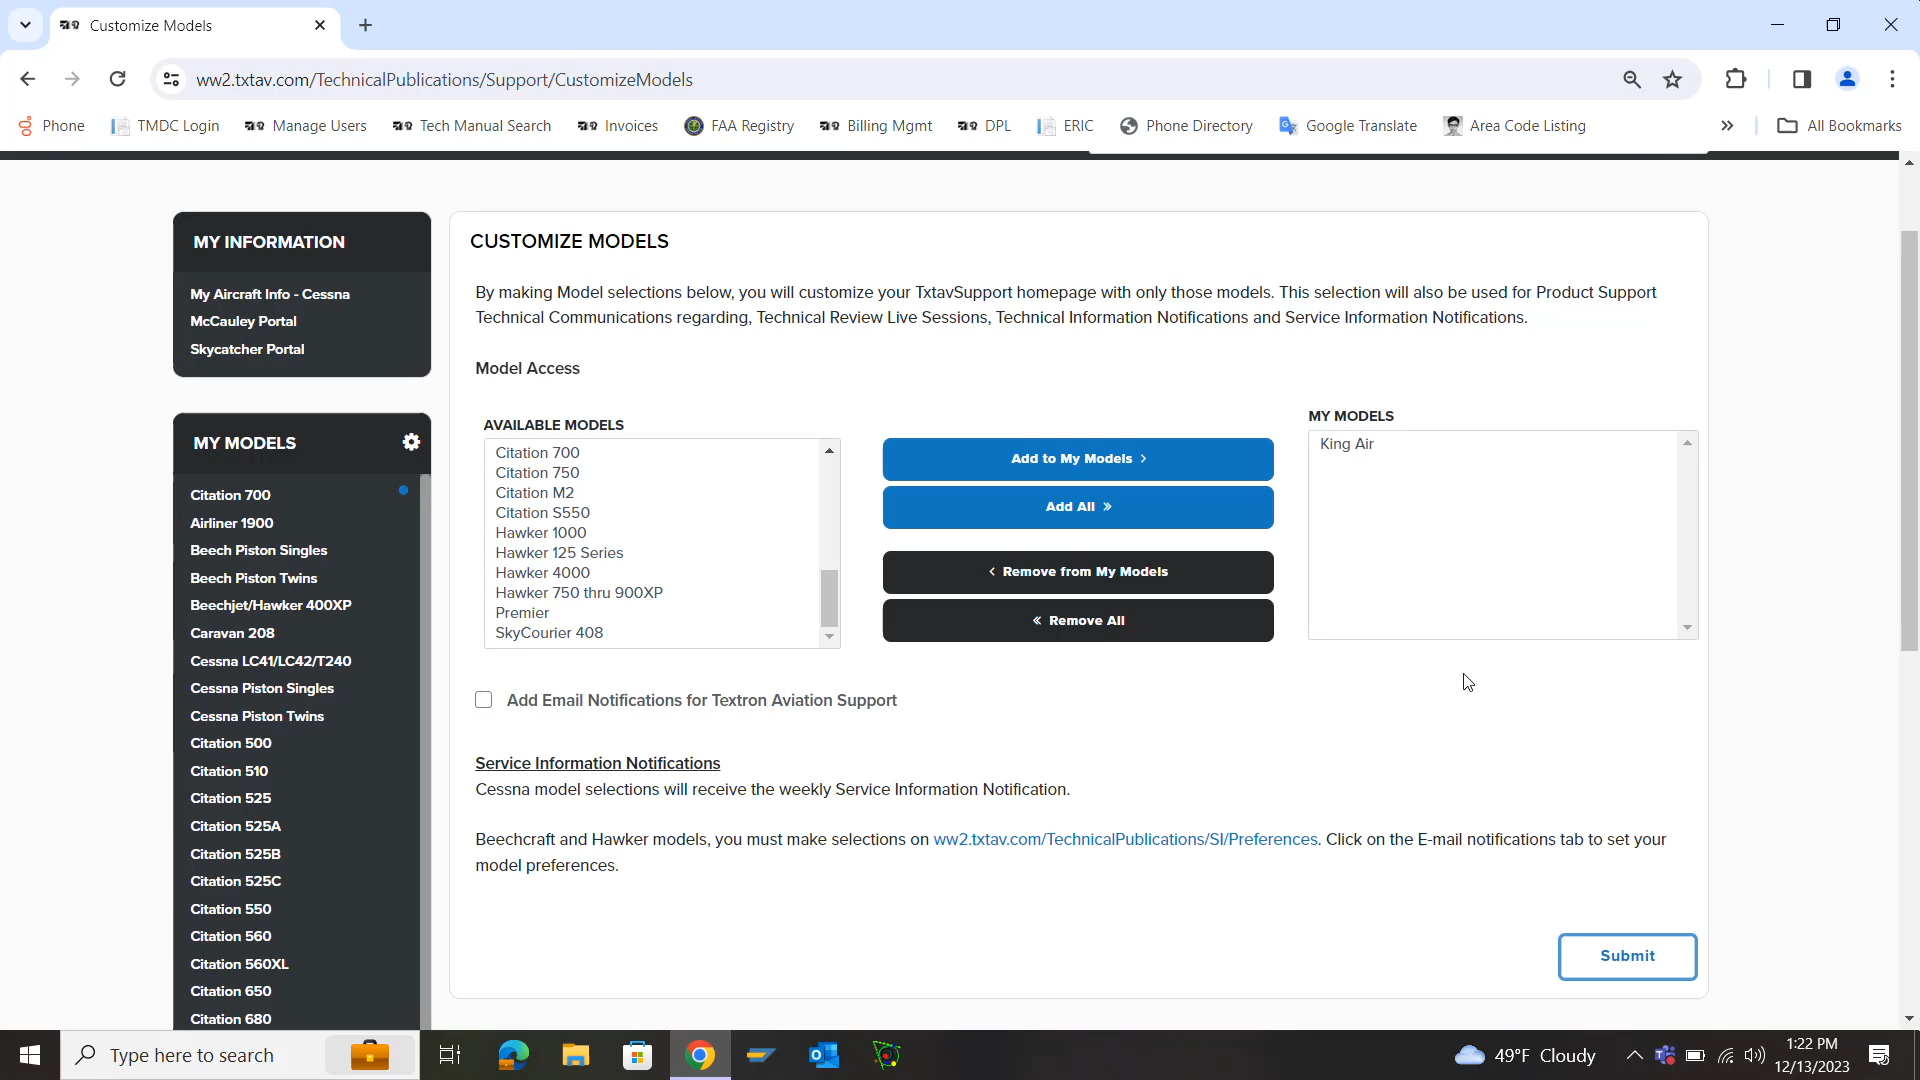 Customize Models
ww2.txtav.com/TechnicalPublications/Support/CustomizeModels
Phone
TMDC Login
Manage Users
Tech Manual Search
Invoices
FAA Registry
Billing Mgmt
DPL
ERIC
Phone Directory
Google Translate
Area Code Listing
All Bookmarks
MY INFORMATION
My Aircraft Info - Cessna
McCauley Portal
Skycatcher Portal
MY MODELS
Citation 700
Airliner 1900
Beech Piston Singles
Beech Piston Twins
Beechjet/Hawker 400XP
Caravan 208
Cessna LC41/LC42/T240
Cessna Piston Singles
Cessna Piston Twins
Citation 500
Citation 510
Citation 525
Citation 525A
Citation 525B
Citation 525C
Citation 550
Citation 560
Citation 560XL
Citation 650
Citation 680
CUSTOMIZE MODELS
By making Model selections below, you will customize your TxtavSupport homepage with only those models. This selection will also be used for Product Support
Technical Communications regarding, Technical Review Live Sessions, Technical Information Notifications and Service Information Notifications.
Model Access
AVAILABLE MODELS
Citation 700
Citation 750
Citation M2
Citation S550
Hawker 1000
Hawker 125 Series
Hawker 4000
Hawker 750 thru 900XP
Premier
SkyCourier 408
Add to My Models >
Add All »
< Remove from My Models
« Remove All
MY MODELS
King Air
Add Email Notifications for Textron Aviation Support
Service Information Notifications
Cessna model selections will receive the weekly Service Information Notification.
Beechcraft and Hawker models, you must make selections on ww2.txtav.com/TechnicalPublications/SI/Preferences. Click on the E-mail notifications tab to set your
model preferences.
Submit
Type here to search
49°F Cloudy
1:22 PM
12/13/2023